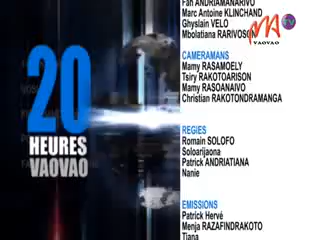 Fah ANDRIAMANARIVO
Marc Antoine KLINCHAND
Ghyslain VELO
Mbolatiana RARIVOSON
MA TV
VAOVAO
CAMERAMANS
Mamy RASAMOELY
Tsiry RAKOTOARISON
Mamy RASOANAIVO
Christian RAKOTONDRAMANGA
20
HEURES
VAOVAO
REGIES
Romain SOLOFO
Soloarijaona
Patrick ANDRIATIANA
Nanie
EMISSIONS
Patrick Hervé
Menja RAZAFINDRAKOTO
Tiana